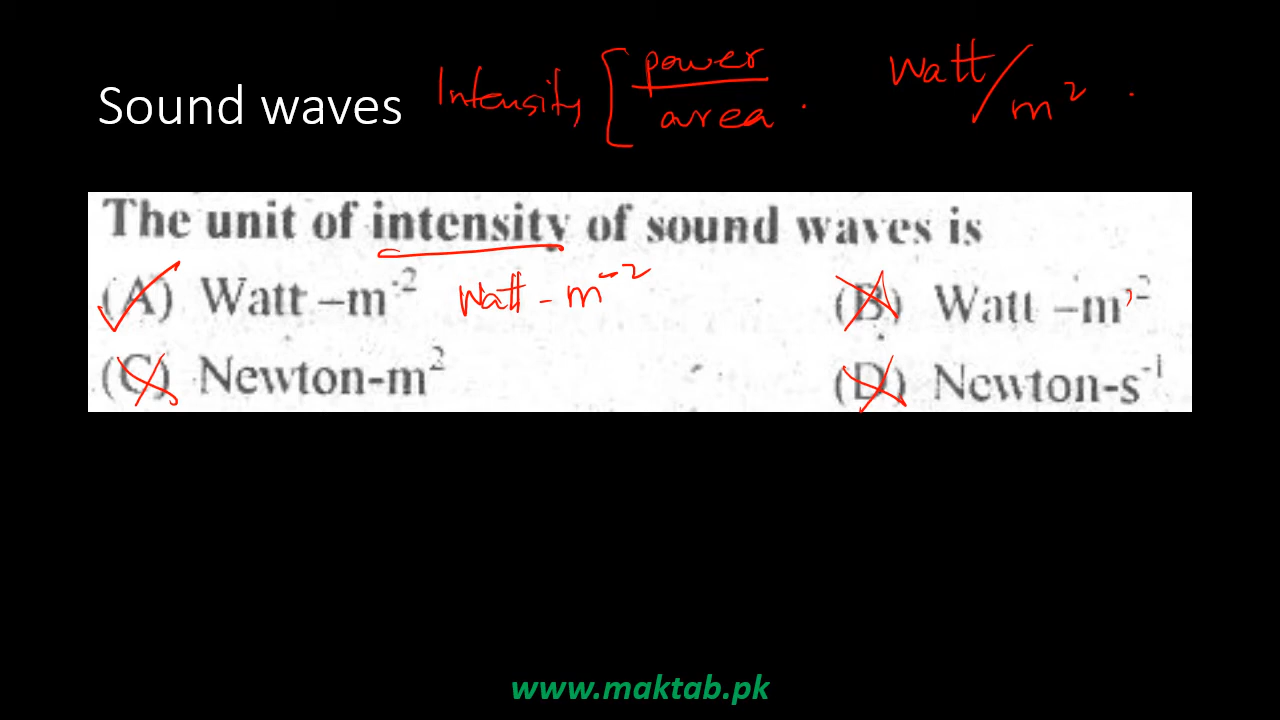 Sound waves Intensity [ power / area . Watt/m² .
The unit of intensity of sound waves is
(A) Watt –m⁻² Watt - m⁻² (B) Watt –m
(C) Newton-m² (D) Newton-s⁻¹
www.maktab.pk